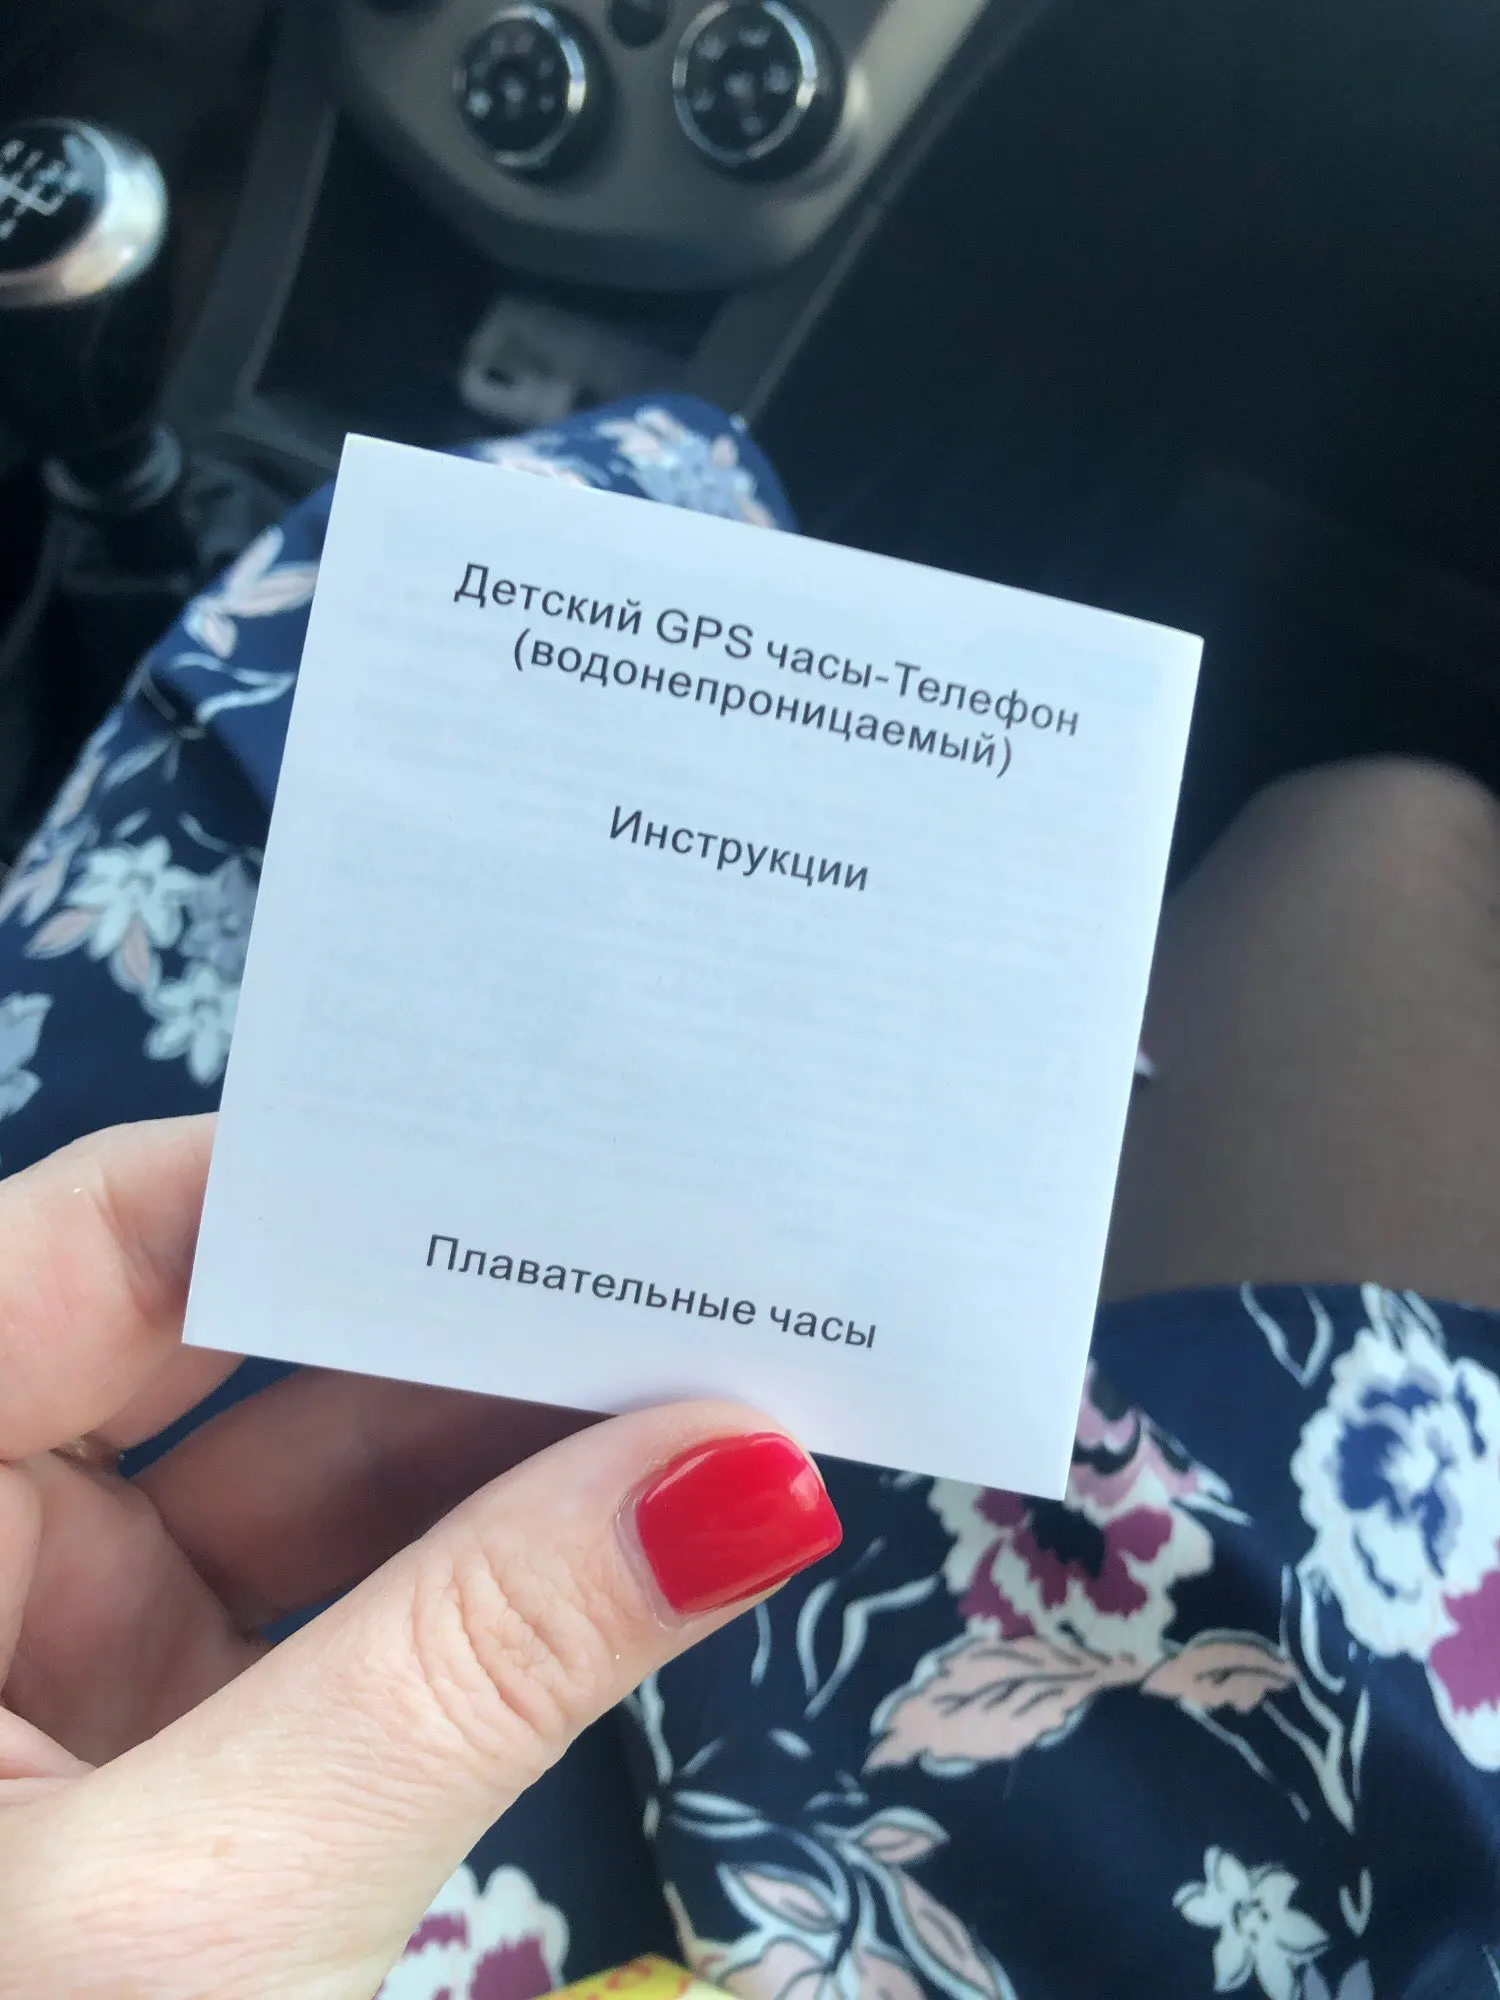 Детский GPS часы-Телефон
(водонепроницаемый)
Инструкции
Плавательные часы